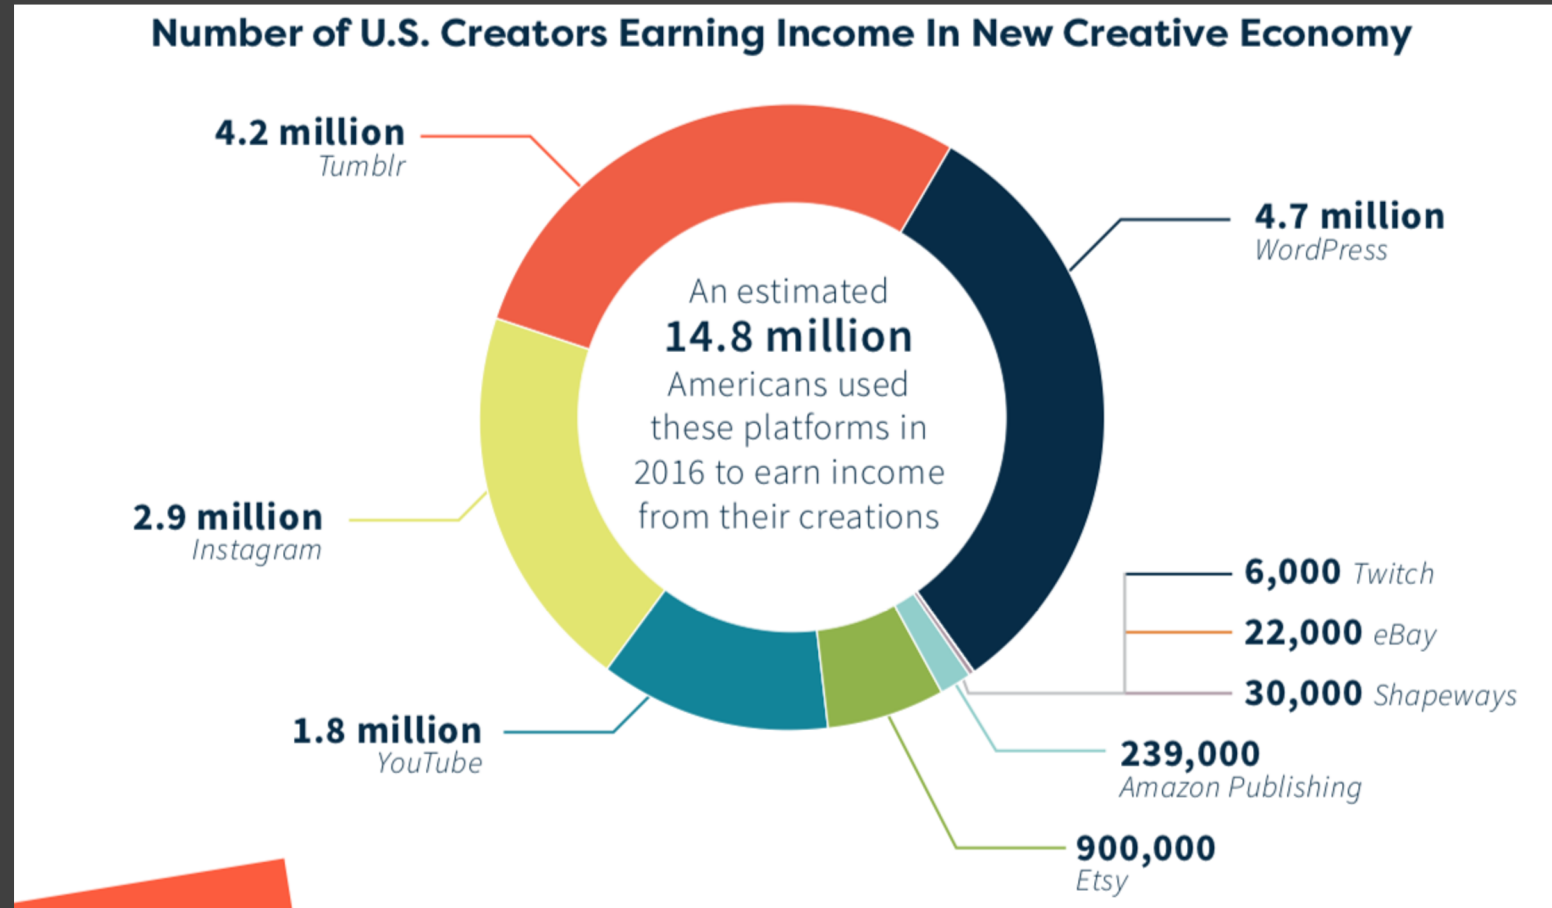 Number of U.S. Creators Earning Income In New Creative Economy
4.2 million
Tumblr
4.7 million
WordPress
An estimated
14.8 million
Americans used
these platforms in
2016 to earn income
from their creations
2.9 million
Instagram
6,000 Twitch
22,000 eBay
30,000 Shapeways
1.8 million
YouTube
239,000
Amazon Publishing
900,000
Etsy